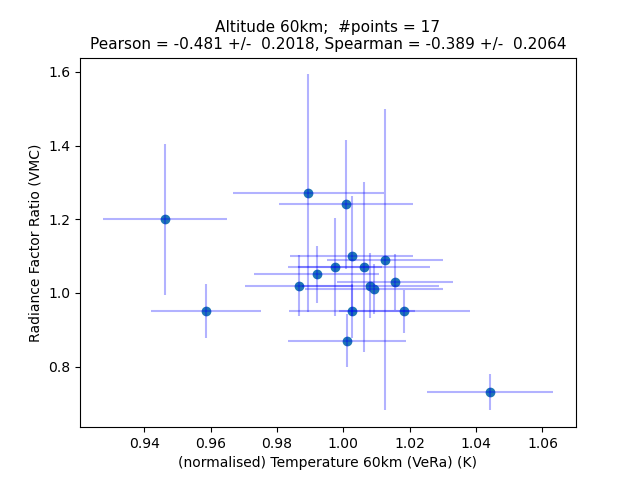 Altitude 60km;  #points = 17
Pearson = -0.481 +/-  0.2018, Spearman = -0.389 +/-  0.2064
1.6
1.4
1.2
1.0
0.8
Radiance Factor Ratio (VMC)
0.94 0.96 0.98 1.00 1.02 1.04 1.06
(normalised) Temperature 60km (VeRa) (K)